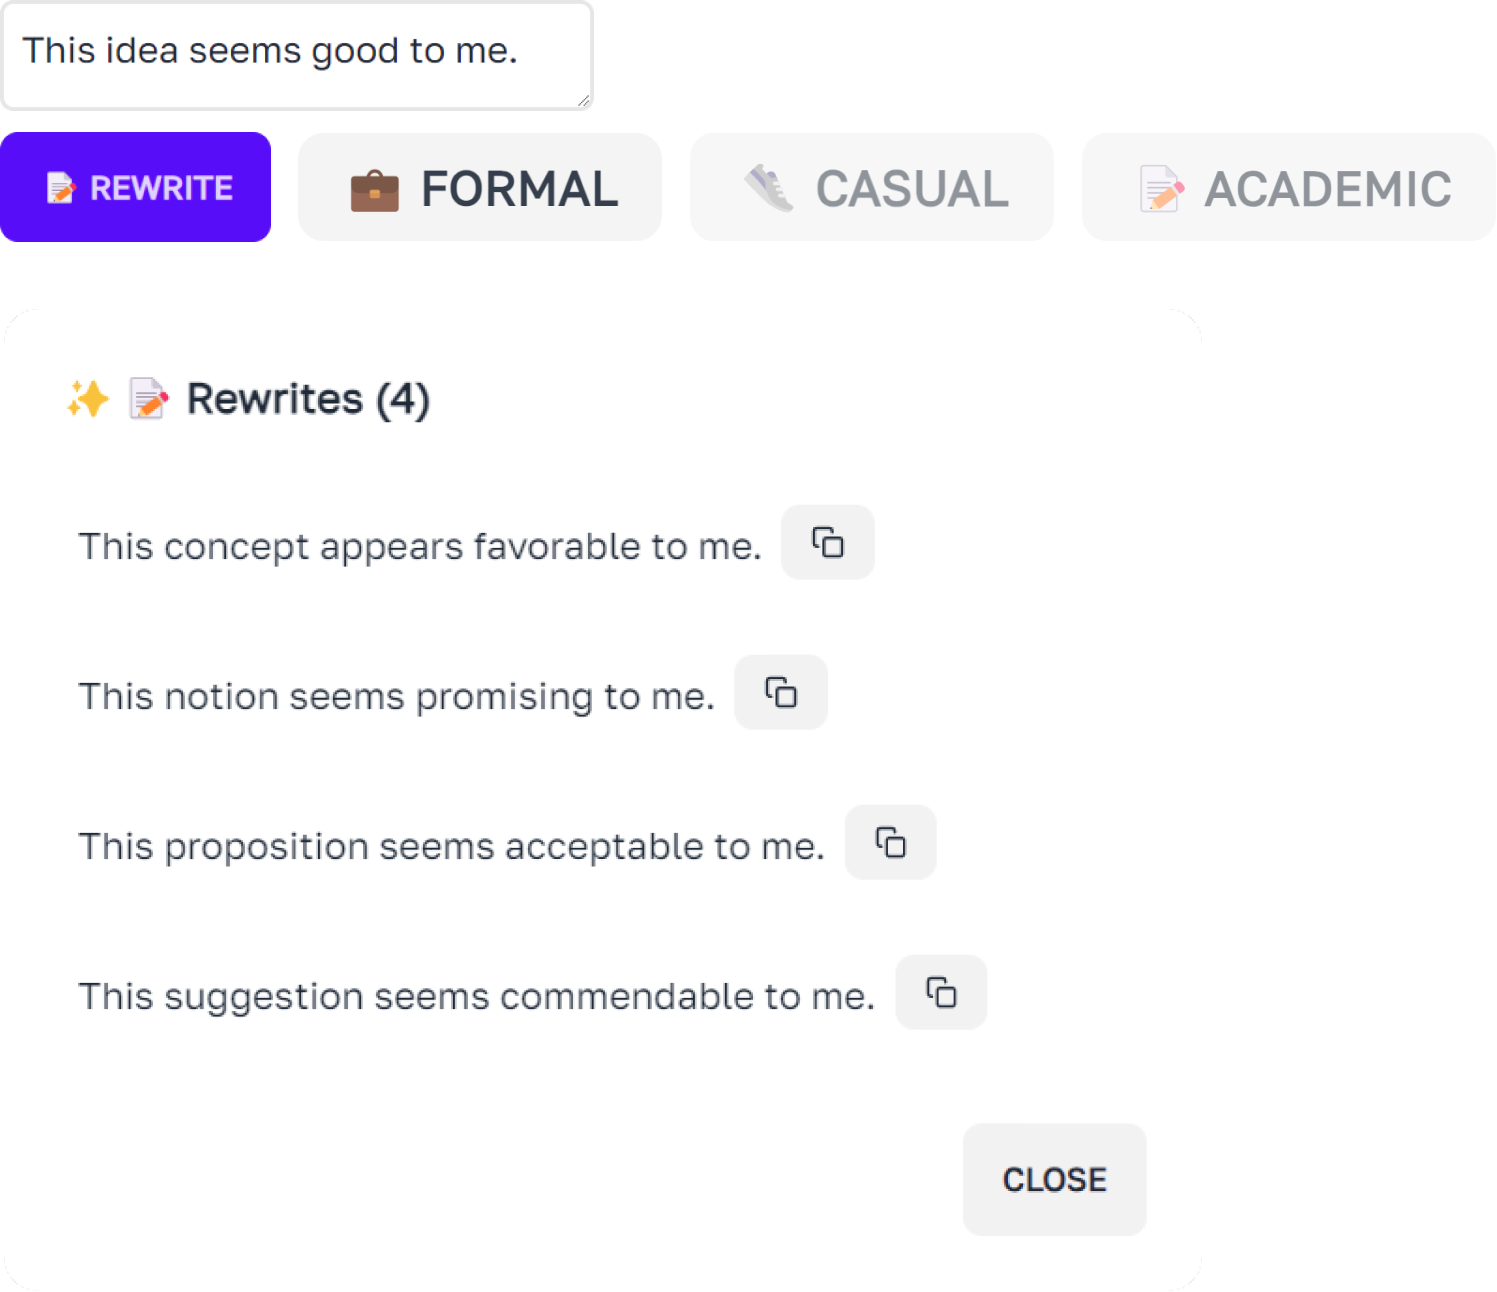 This idea seems good to me.
REWRITE FORMAL CASUAL ACADEMIC
Rewrites (4)
This concept appears favorable to me.
This notion seems promising to me.
This proposition seems acceptable to me.
This suggestion seems commendable to me.
CLOSE